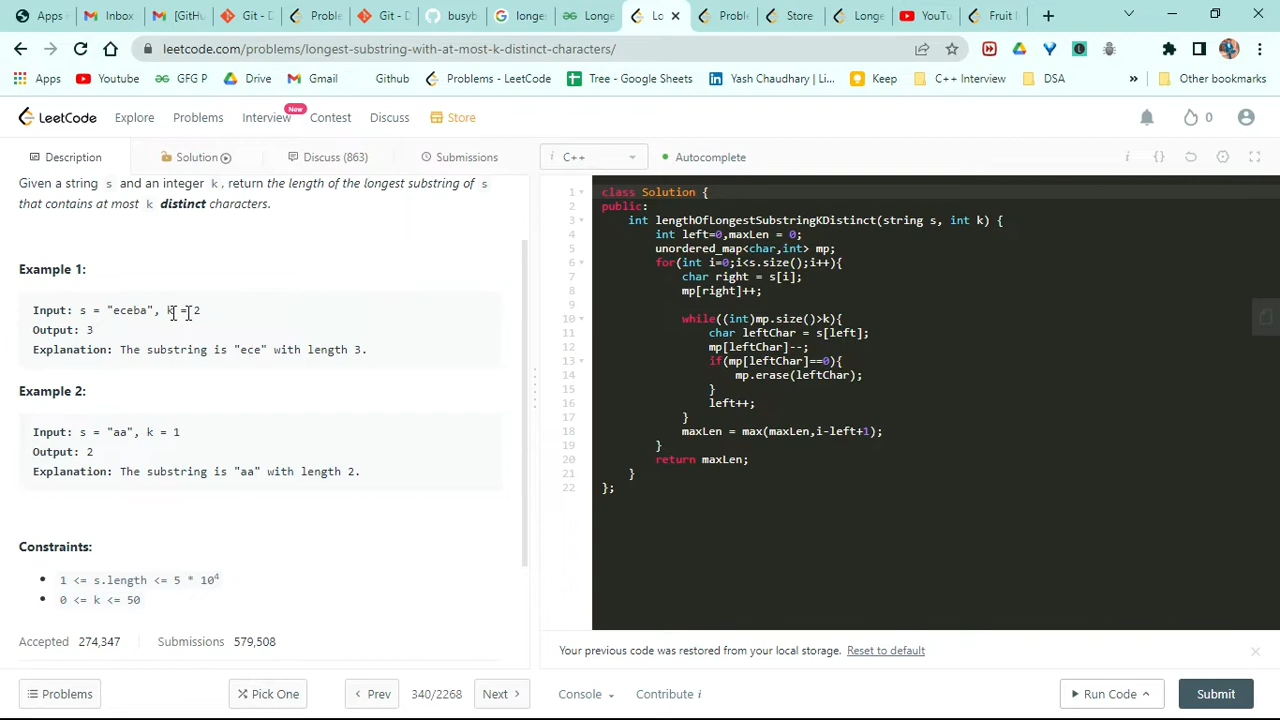 Inbox
[GitHu
Git - D
Proble
Git - D
busyb
longe
Longe
Lo
Proble
Store
Longe
YouTu
Fruit I
leetcode.com/problems/longest-substring-with-at-most-k-distinct-characters/
Apps
Youtube
GFG P
Drive
Gmail
Github
Problems - LeetCode
Tree - Google Sheets
Yash Chaudhary | Li...
Keep
C++ Interview
DSA
»
Other bookmarks
LeetCode
Explore
Problems
Interview
New
Contest
Discuss
Store
0
Description
Solution
Discuss (863)
Submissions
i C++
Autocomplete
i {}
Given a string s and an integer k, return the length of the longest substring of s
that contains at most k distinct characters.
Example 1:
Input: s = "eceba", k = 2
Output: 3
Explanation: The substring is "ece" with length 3.
Example 2:
Input: s = "aa", k = 1
Output: 2
Explanation: The substring is "aa" with length 2.
Constraints:
1 <= s.length <= 5 * 10⁴
0 <= k <= 50
Accepted 274,347 Submissions 579,508
1 class Solution {
2 public:
3 int lengthOfLongestSubstringKDistinct(string s, int k) {
4 int left=0,maxLen = 0;
5 unordered_map<char,int> mp;
6 for(int i=0;i<s.size();i++){
7 char right = s[i];
8 mp[right]++;
9
10 while((int)mp.size()>k){
11 char leftChar = s[left];
12 mp[leftChar]--;
13 if(mp[leftChar]==0){
14 mp.erase(leftChar);
15 }
16 left++;
17 }
18 maxLen = max(maxLen,i-left+1);
19 }
20 return maxLen;
21 }
22 };
Your previous code was restored from your local storage. Reset to default
Problems
Pick One
Prev
340/2268
Next
Console
Contribute i
Run Code
Submit